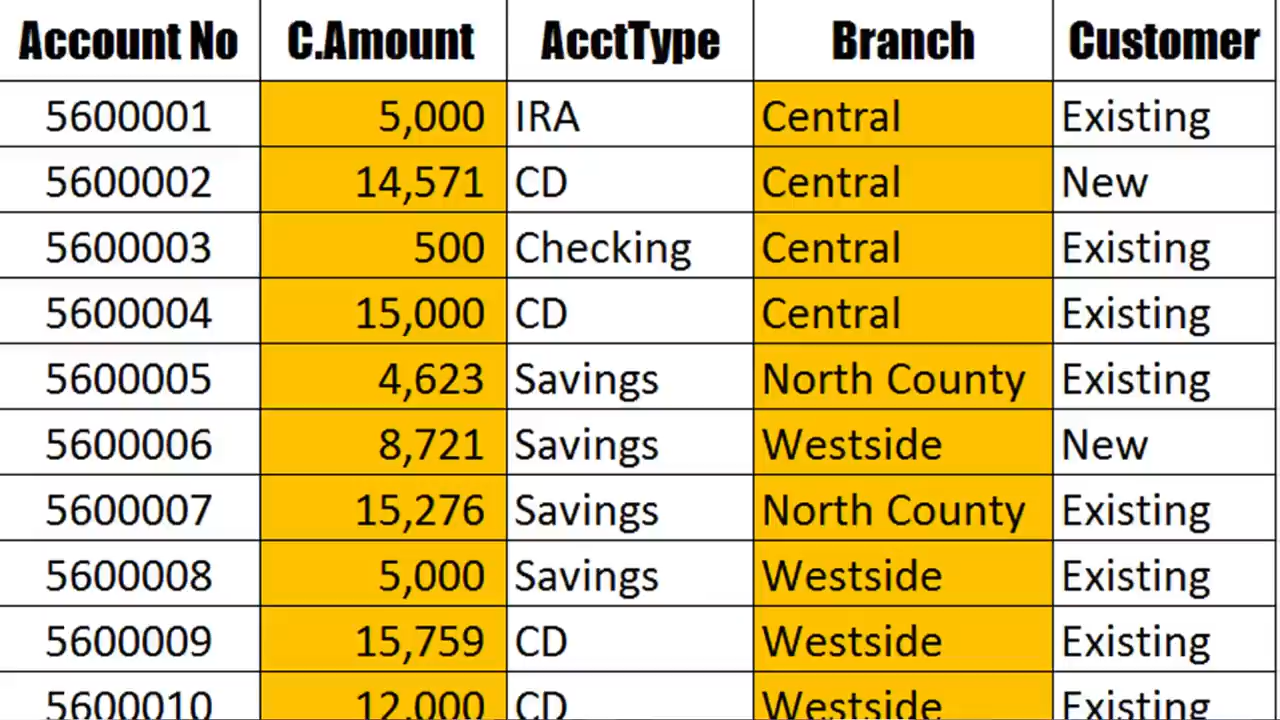 Account No C.Amount AcctType Branch Customer
5600001 5,000 IRA Central Existing
5600002 14,571 CD Central New
5600003 500 Checking Central Existing
5600004 15,000 CD Central Existing
5600005 4,623 Savings North County Existing
5600006 8,721 Savings Westside New
5600007 15,276 Savings North County Existing
5600008 5,000 Savings Westside Existing
5600009 15,759 CD Westside Existing
5600010 12,000 CD Westside Existing